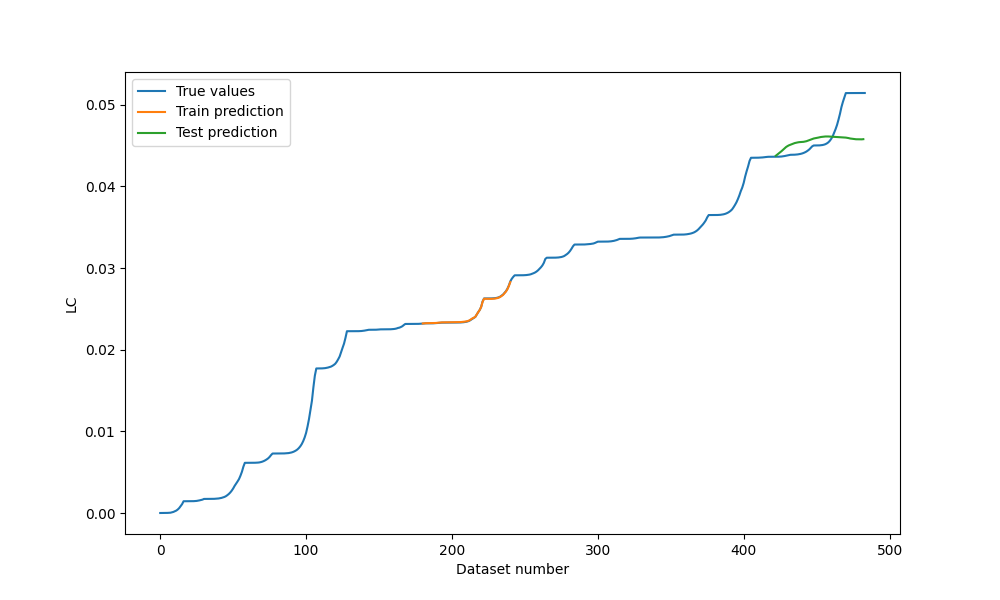 True values
Train prediction
Test prediction
0.05
0.04
0.03
0.02
0.01
0.00
LC
0 100 200 300 400 500
Dataset number